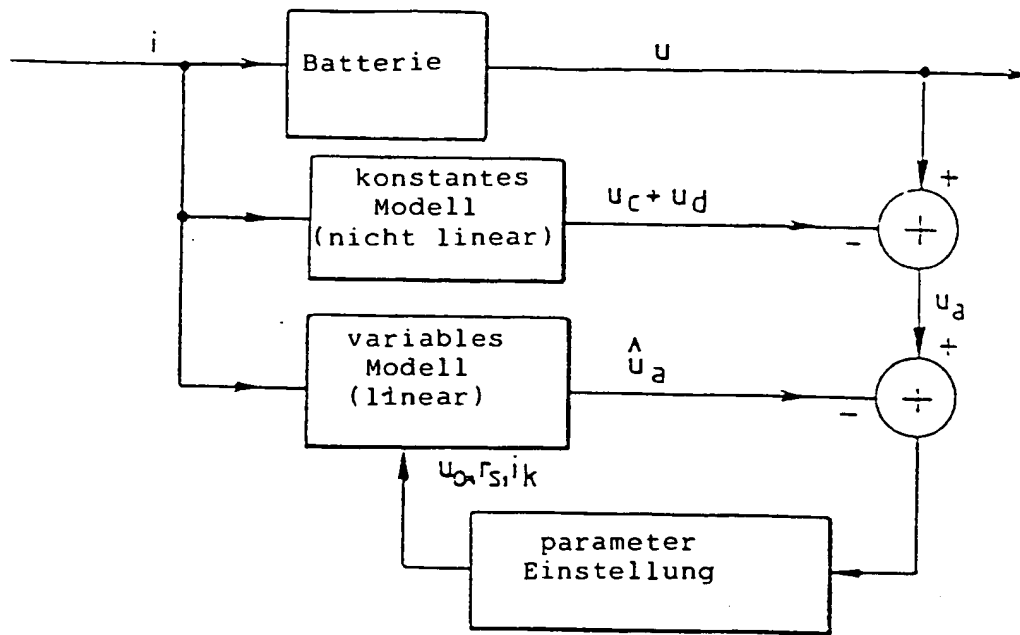 i
Batterie
u
konstantes
Modell
(nicht linear)
u_c + u_d
+
-
u_a
variables
Modell
(linear)
û_a
+
-
u_o, r_s, i_k
parameter
Einstellung